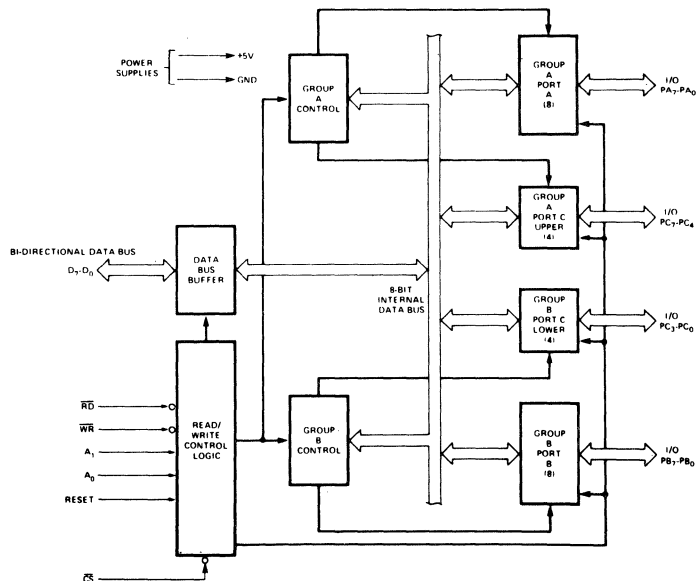 POWER
SUPPLIES
+5V
GND
GROUP
A
CONTROL
GROUP
A
PORT
A
(8)
I/O
PA7-PA0
GROUP
A
PORT C
UPPER
(4)
I/O
PC7-PC4
BI-DIRECTIONAL DATA BUS
D7-D0
DATA
BUS
BUFFER
8-BIT
INTERNAL
DATA BUS
GROUP
B
PORT C
LOWER
(4)
I/O
PC3-PC0
RD
WR
A1
A0
RESET
CS
READ/
WRITE
CONTROL
LOGIC
GROUP
B
CONTROL
GROUP
B
PORT
B
(8)
I/O
PB7-PB0